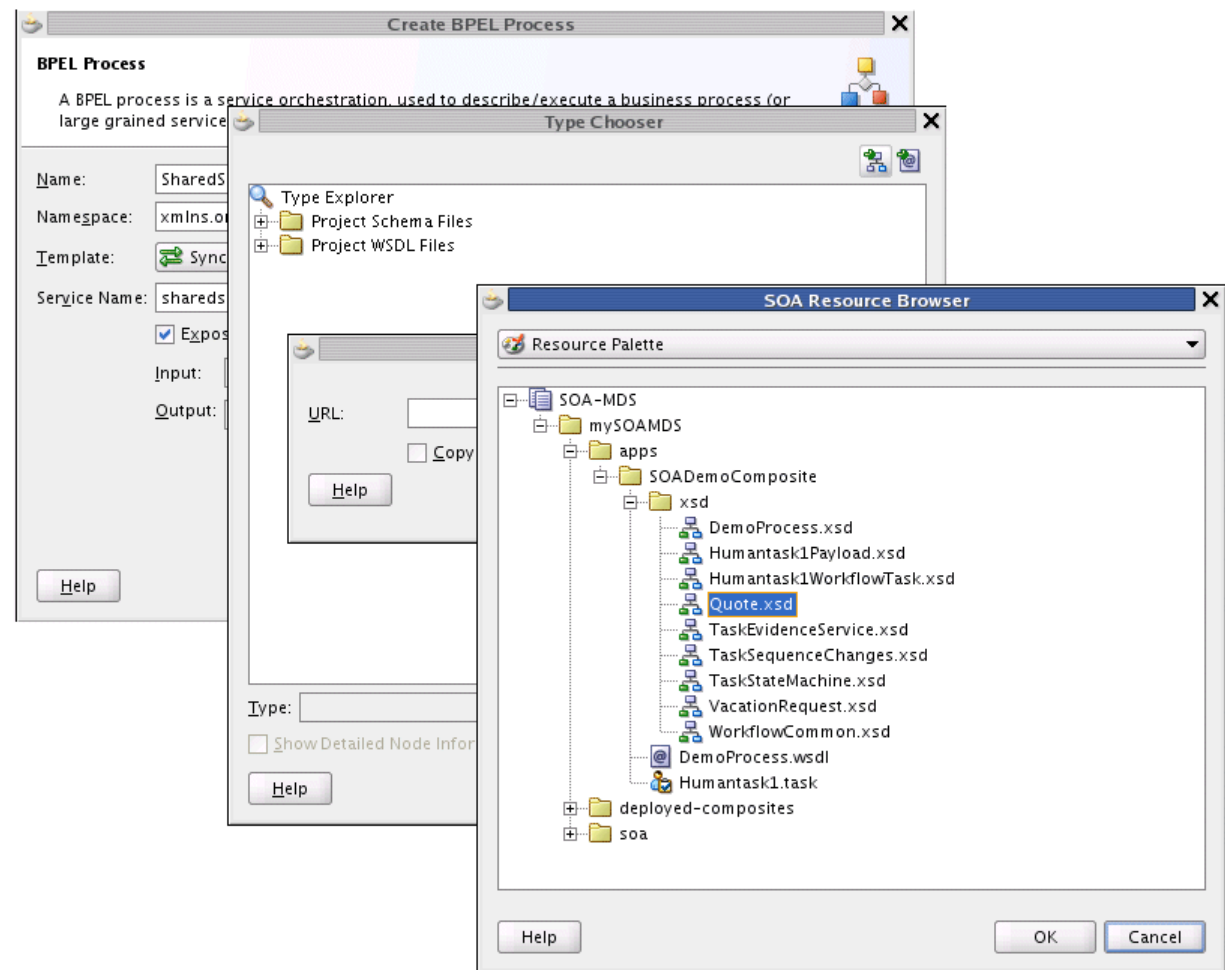 Create BPEL Process
BPEL Process
A BPEL process is a service orchestration, used to describe/execute a business process (or
large grained service
Type Chooser
Name:
SharedS
Namespace:
xmlns.or
Template:
Sync
Service Name:
shareds
Expos
Input:
Output:
Help
Type Explorer
Project Schema Files
Project WSDL Files
URL:
Copy
Help
Type:
Show Detailed Node Infor
Help
SOA Resource Browser
Resource Palette
SOA-MDS
mySOAMDS
apps
SOADemoComposite
xsd
DemoProcess.xsd
Humantask1Payload.xsd
Humantask1WorkflowTask.xsd
Quote.xsd
TaskEvidenceService.xsd
TaskSequenceChanges.xsd
TaskStateMachine.xsd
VacationRequest.xsd
WorkflowCommon.xsd
DemoProcess.wsdl
Humantask1.task
deployed-composites
soa
Help
OK
Cancel